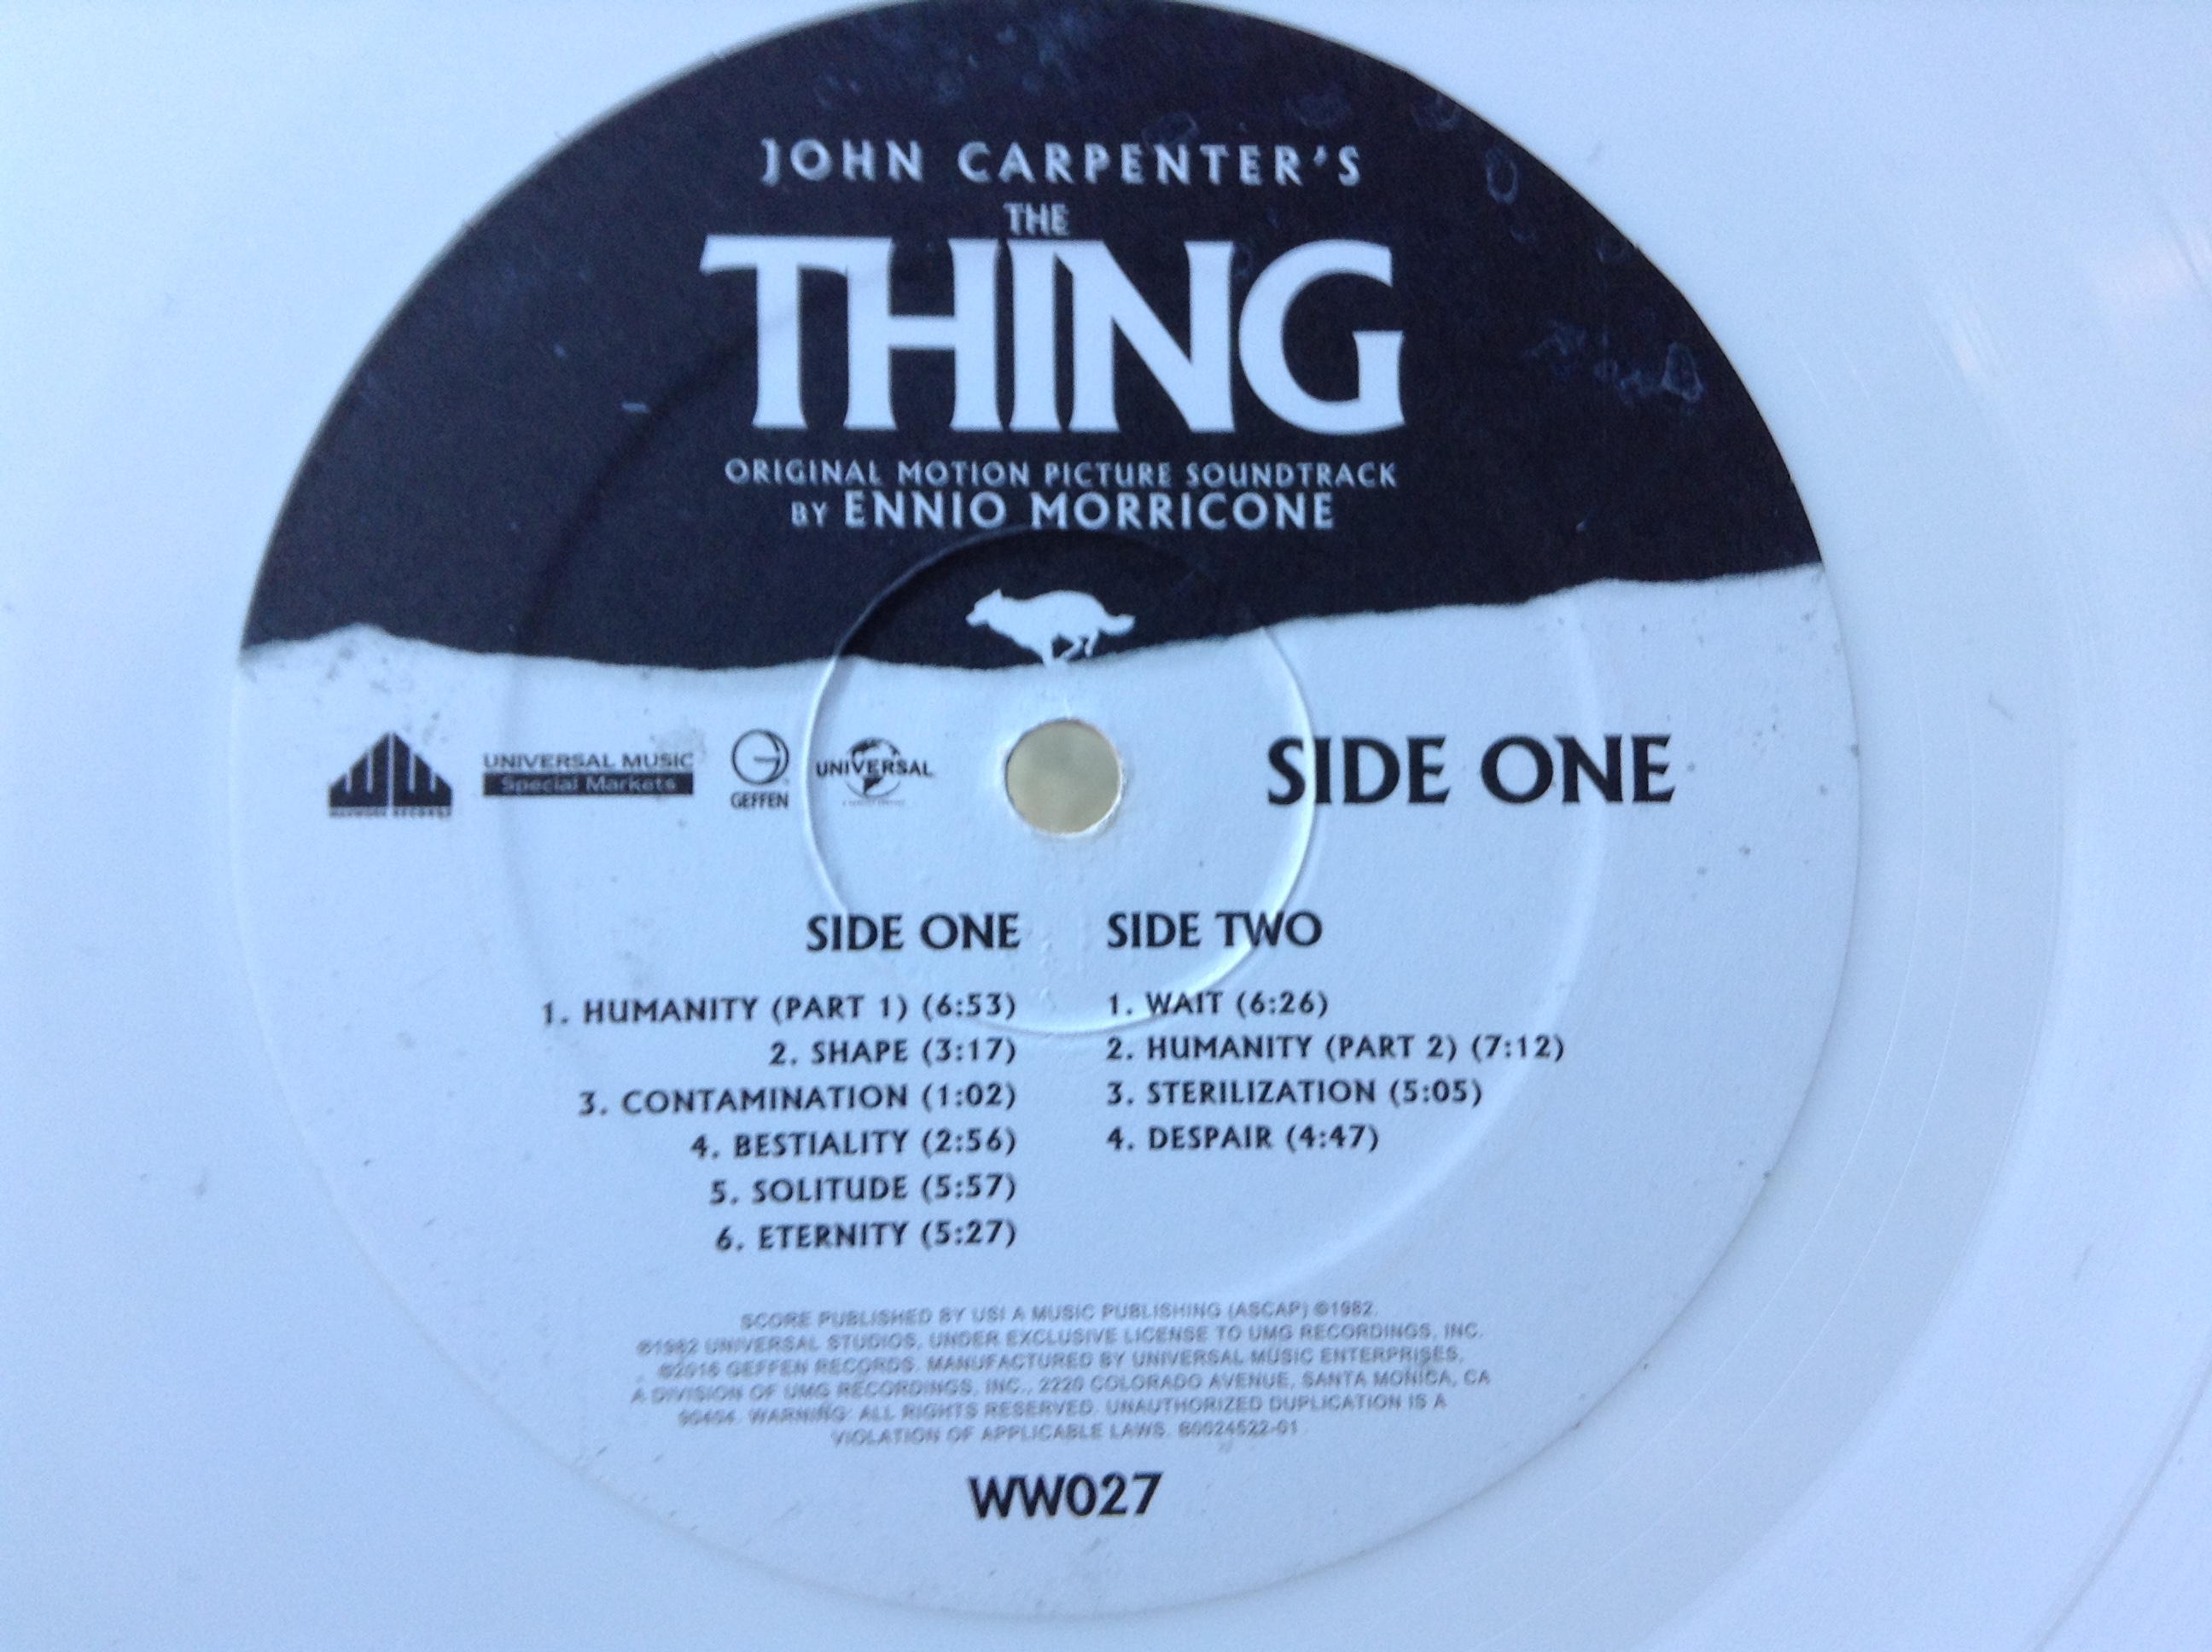 JOHN CARPENTER'S
THE
THING
ORIGINAL MOTION PICTURE SOUNDTRACK
BY ENNIO MORRICONE
WAXWORK RECORDS
UNIVERSAL MUSIC
Special Markets
GEFFEN
UNIVERSAL
SIDE ONE
SIDE ONE
1. HUMANITY (PART 1) (6:53)
2. SHAPE (3:17)
3. CONTAMINATION (1:02)
4. BESTIALITY (2:56)
5. SOLITUDE (5:57)
6. ETERNITY (5:27)
SIDE TWO
1. WAIT (6:26)
2. HUMANITY (PART 2) (7:12)
3. STERILIZATION (5:05)
4. DESPAIR (4:47)
SCORE PUBLISHED BY USI A MUSIC PUBLISHING (ASCAP) ©1982.
1982 UNIVERSAL STUDIOS, UNDER EXCLUSIVE LICENSE TO UMG RECORDINGS, INC.
GEFFEN RECORDS. MANUFACTURED BY UNIVERSAL MUSIC ENTERPRISES,
A DIVISION OF UMG RECORDINGS, INC., 2220 COLORADO AVENUE, SANTA MONICA, CA
90404. WARNING: ALL RIGHTS RESERVED. UNAUTHORIZED DUPLICATION IS A
VIOLATION OF APPLICABLE LAWS. B0024522-01
WW027